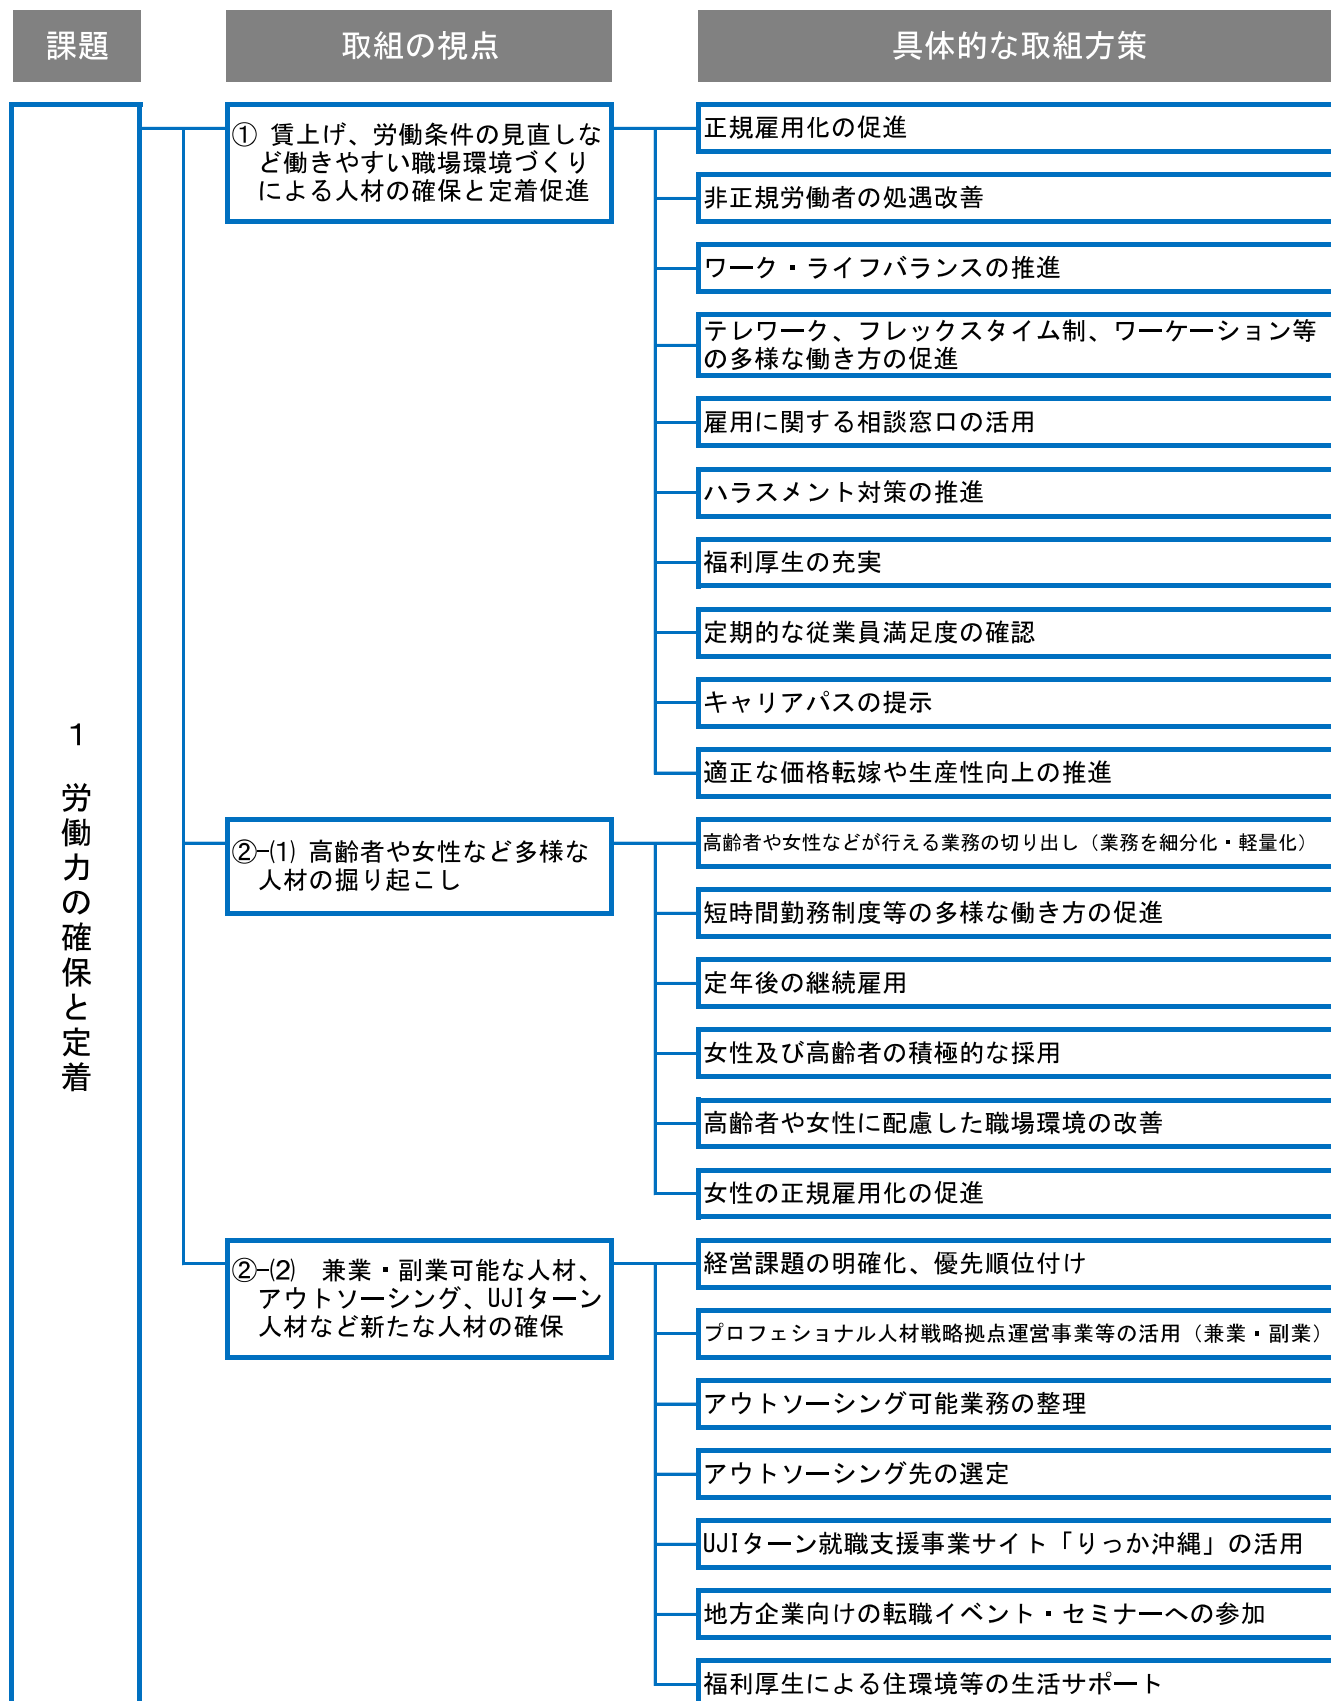 課題
取組の視点
具体的な取組方策
1 労働力の確保と定着
① 賃上げ、労働条件の見直しな
ど働きやすい職場環境づくり
による人材の確保と定着促進
正規雇用化の促進
非正規労働者の処遇改善
ワーク・ライフバランスの推進
テレワーク、フレックスタイム制、ワーケーション等
の多様な働き方の促進
雇用に関する相談窓口の活用
ハラスメント対策の推進
福利厚生の充実
定期的な従業員満足度の確認
キャリアパスの提示
適正な価格転嫁や生産性向上の推進
②-⑴ 高齢者や女性など多様な
人材の掘り起こし
高齢者や女性などが行える業務の切り出し（業務を細分化・軽量化）
短時間勤務制度等の多様な働き方の促進
定年後の継続雇用
女性及び高齢者の積極的な採用
高齢者や女性に配慮した職場環境の改善
女性の正規雇用化の促進
②-⑵　兼業・副業可能な人材、
アウトソーシング、UJIターン
人材など新たな人材の確保
経営課題の明確化、優先順位付け
プロフェショナル人材戦略拠点運営事業等の活用（兼業・副業）
アウトソーシング可能業務の整理
アウトソーシング先の選定
UJIターン就職支援事業サイト「りっか沖縄」の活用
地方企業向けの転職イベント・セミナーへの参加
福利厚生による住環境等の生活サポート